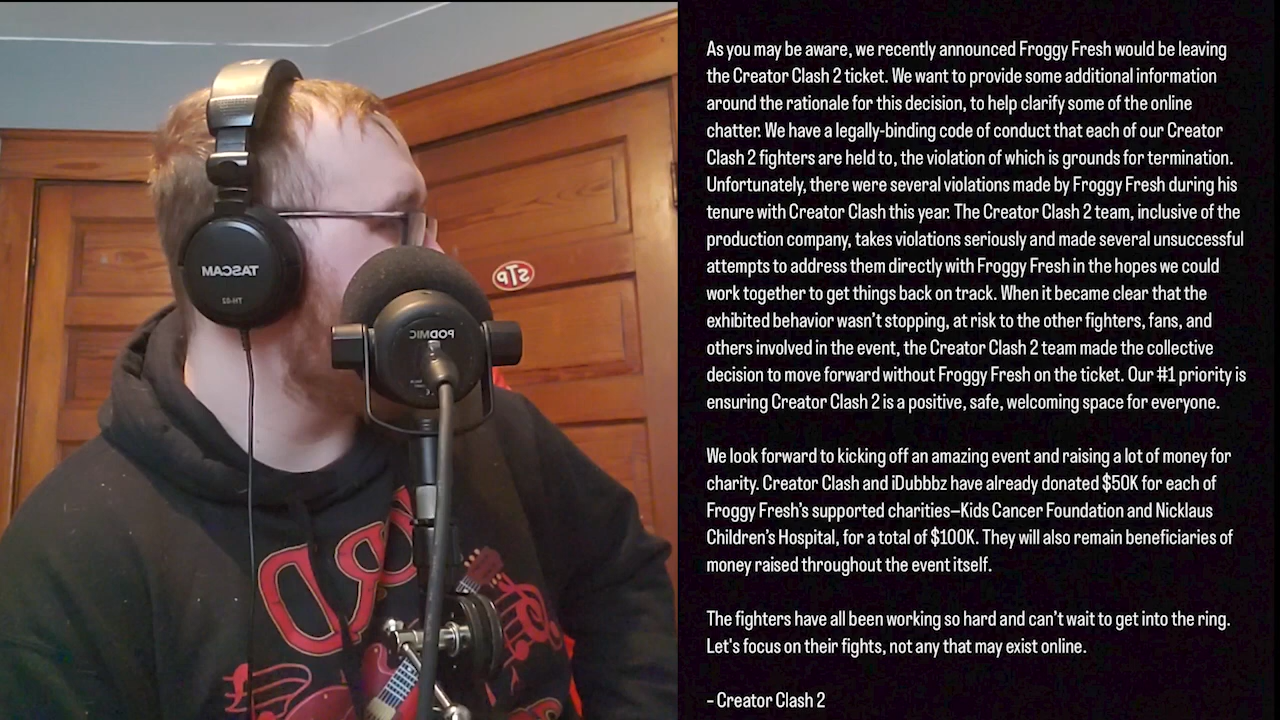 As you may be aware, we recently announced Froggy Fresh would be leaving
the Creator Clash 2 ticket. We want to provide some additional information
around the rationale for this decision, to help clarify some of the online
chatter. We have a legally-binding code of conduct that each of our Creator
Clash 2 fighters are held to, the violation of which is grounds for termination.
Unfortunately, there were several violations made by Froggy Fresh during his
tenure with Creator Clash this year. The Creator Clash 2 team, inclusive of the
production company, takes violations seriously and made several unsuccessful
attempts to address them directly with Froggy Fresh in the hopes we could
work together to get things back on track. When it became clear that the
exhibited behavior wasn't stopping, at risk to the other fighters, fans, and
others involved in the event, the Creator Clash 2 team made the collective
decision to move forward without Froggy Fresh on the ticket. Our #1 priority is
ensuring Creator Clash 2 is a positive, safe, welcoming space for everyone.
We look forward to kicking off an amazing event and raising a lot of money for
charity. Creator Clash and iDubbbz have already donated $50K for each of
Froggy Fresh's supported charities—Kids Cancer Foundation and Nicklaus
Children's Hospital, for a total of $100K. They will also remain beneficiaries of
money raised throughout the event itself.
The fighters have all been working so hard and can't wait to get into the ring.
Let's focus on their fights, not any that may exist online.
- Creator Clash 2
TASCAM
TH-02
PODMIC
STP